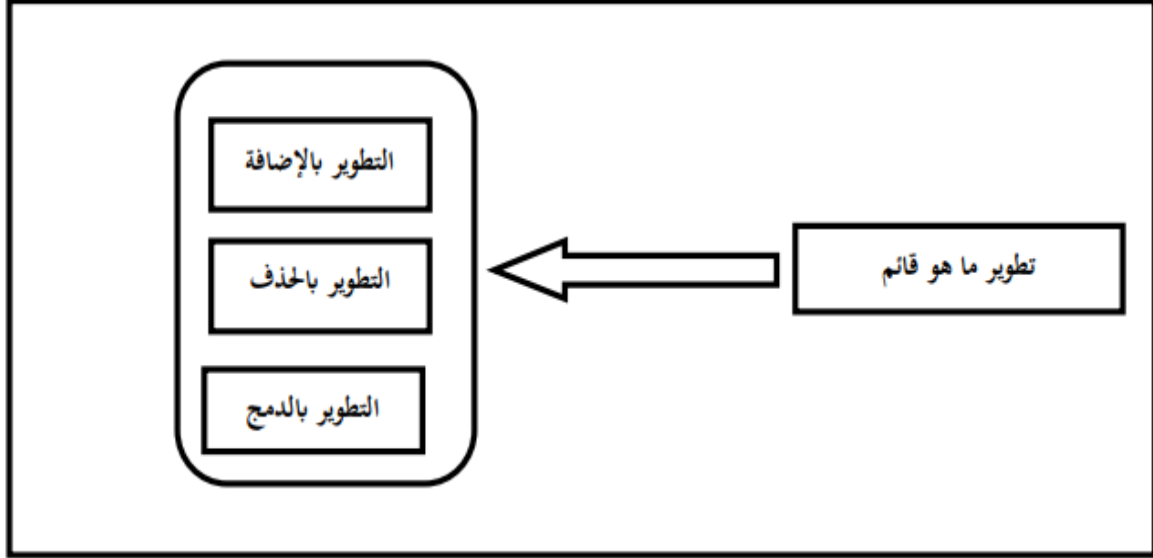 تطوير ما هو قائم
التطوير بالإضافة
التطوير بالحذف
التطوير بالدمج